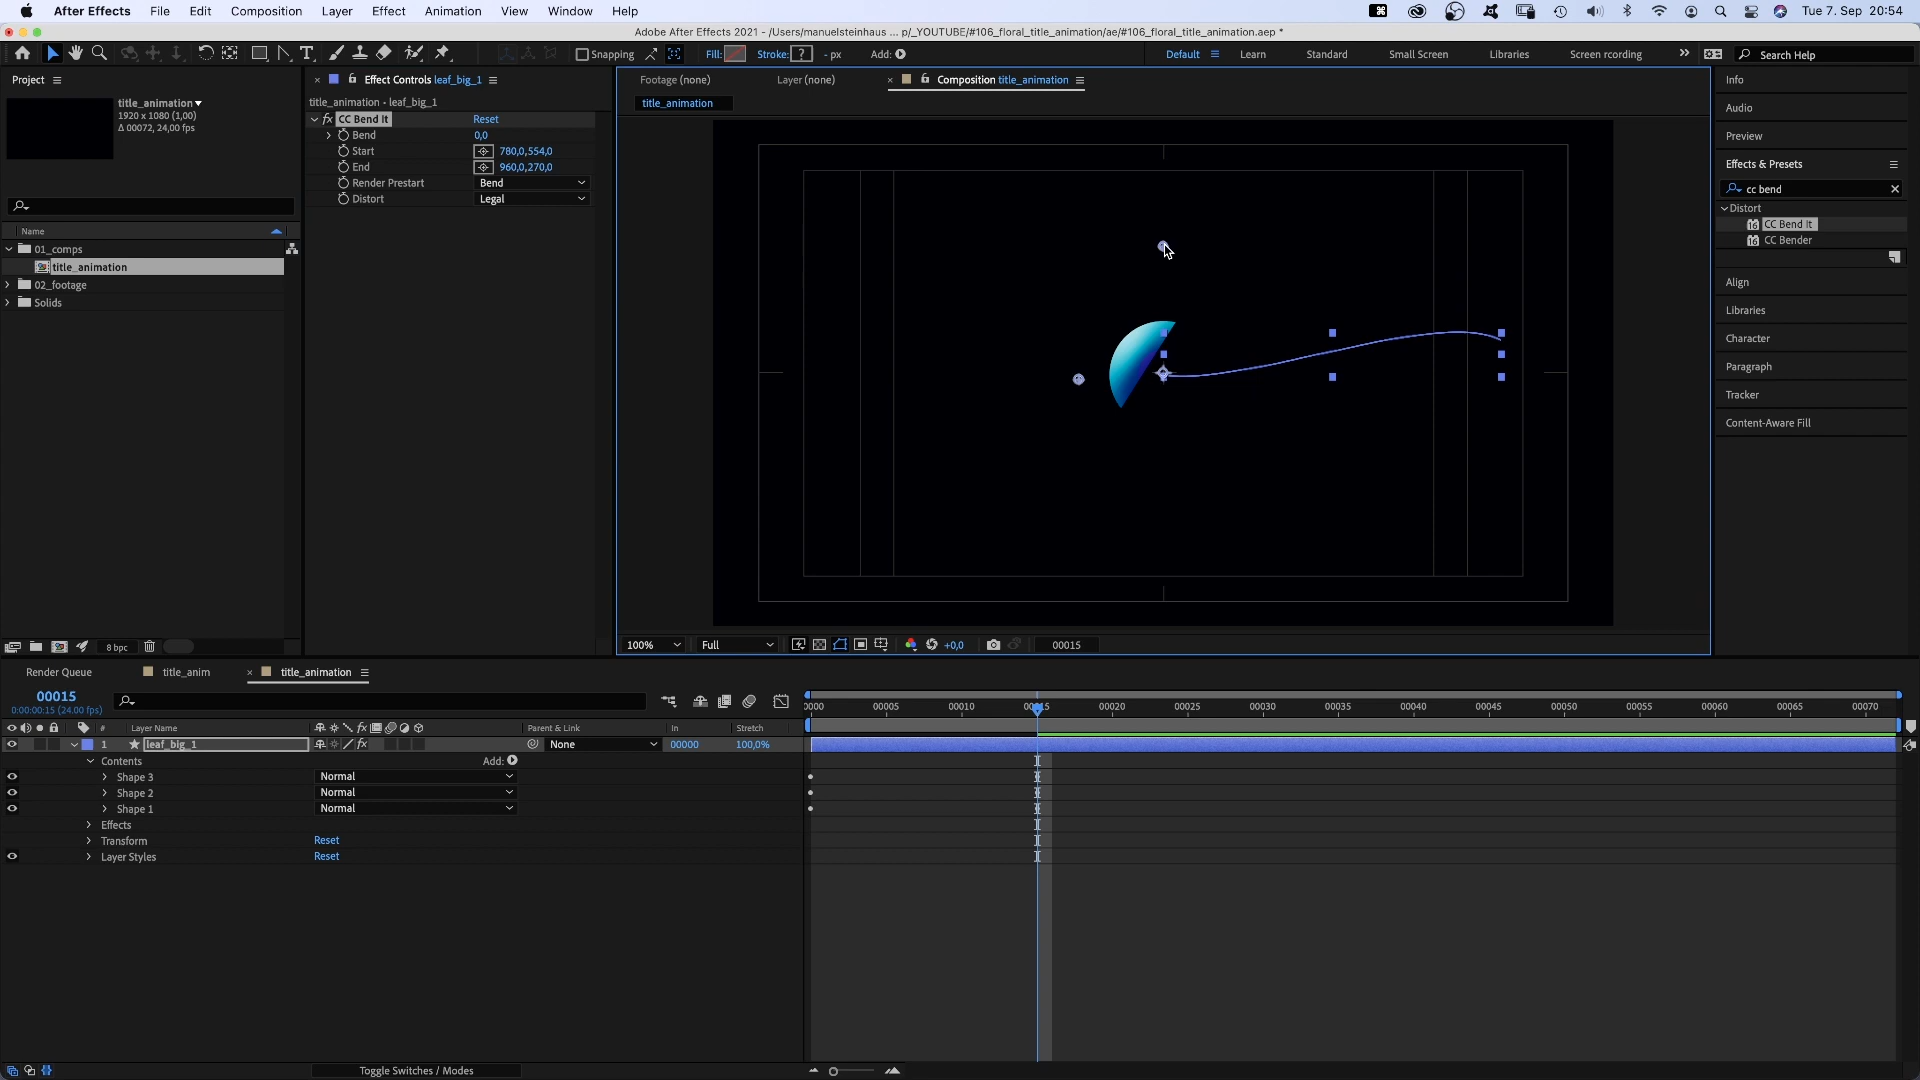 After Effects File Edit Composition Layer Effect Animation View Window Help Tue 7. Sep 20:54
Adobe After Effects 2021 - /Users/manuelsteinhaus ... p/_YOUTUBE/#106_floral_title_animation/ae/#106_floral_title_animation.aep *
Snapping Fill: Stroke: ? - px Add: Default Learn Standard Small Screen Libraries Screen recording Search Help
Project
Effect Controls leaf_big_1
Footage (none) Layer (none) Composition title_animation
Info
title_animation
1920 x 1080 (1,00)
Δ 00072, 24,00 fps
title_animation • leaf_big_1
title_animation
Audio
fx CC Bend It Reset
Bend 0,0
Start 780,0,554,0
End 960,0,270,0
Render Prestart Bend
Distort Legal
Preview
Effects & Presets
cc bend
Distort
CC Bend It
CC Bender
Align
Libraries
Character
Paragraph
Tracker
Content-Aware Fill
Name
01_comps
title_animation
02_footage
Solids
8 bpc
100% Full +0,0 00015
Render Queue title_anim title_animation
00015
0:00:00:15 (24.00 fps)
0000 00005 00010 00015 00020 00025 00030 00035 00040 00045 00050 00055 00060 00065 00070
# Layer Name fx Parent & Link In Stretch
1 leaf_big_1 fx None 00000 100,0%
Contents Add:
Shape 3 Normal
Shape 2 Normal
Shape 1 Normal
Effects
Transform Reset
Layer Styles Reset
Toggle Switches / Modes